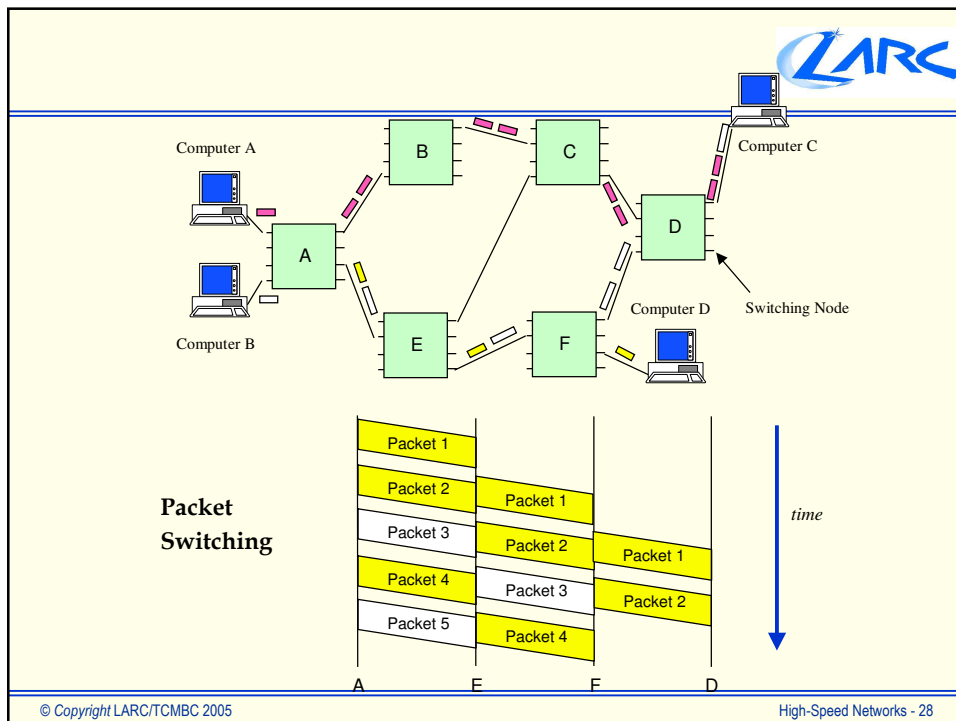 LARC
Computer A
B
C
Computer C
A
D
Computer D
Switching Node
Computer B
E
F
Packet 1
Packet 2
Packet 1
Packet
Switching
time
Packet 3
Packet 2
Packet 1
Packet 4
Packet 3
Packet 2
Packet 5
Packet 4
A
E
F
D
© Copyright LARC/TCMBC 2005
High-Speed Networks - 28